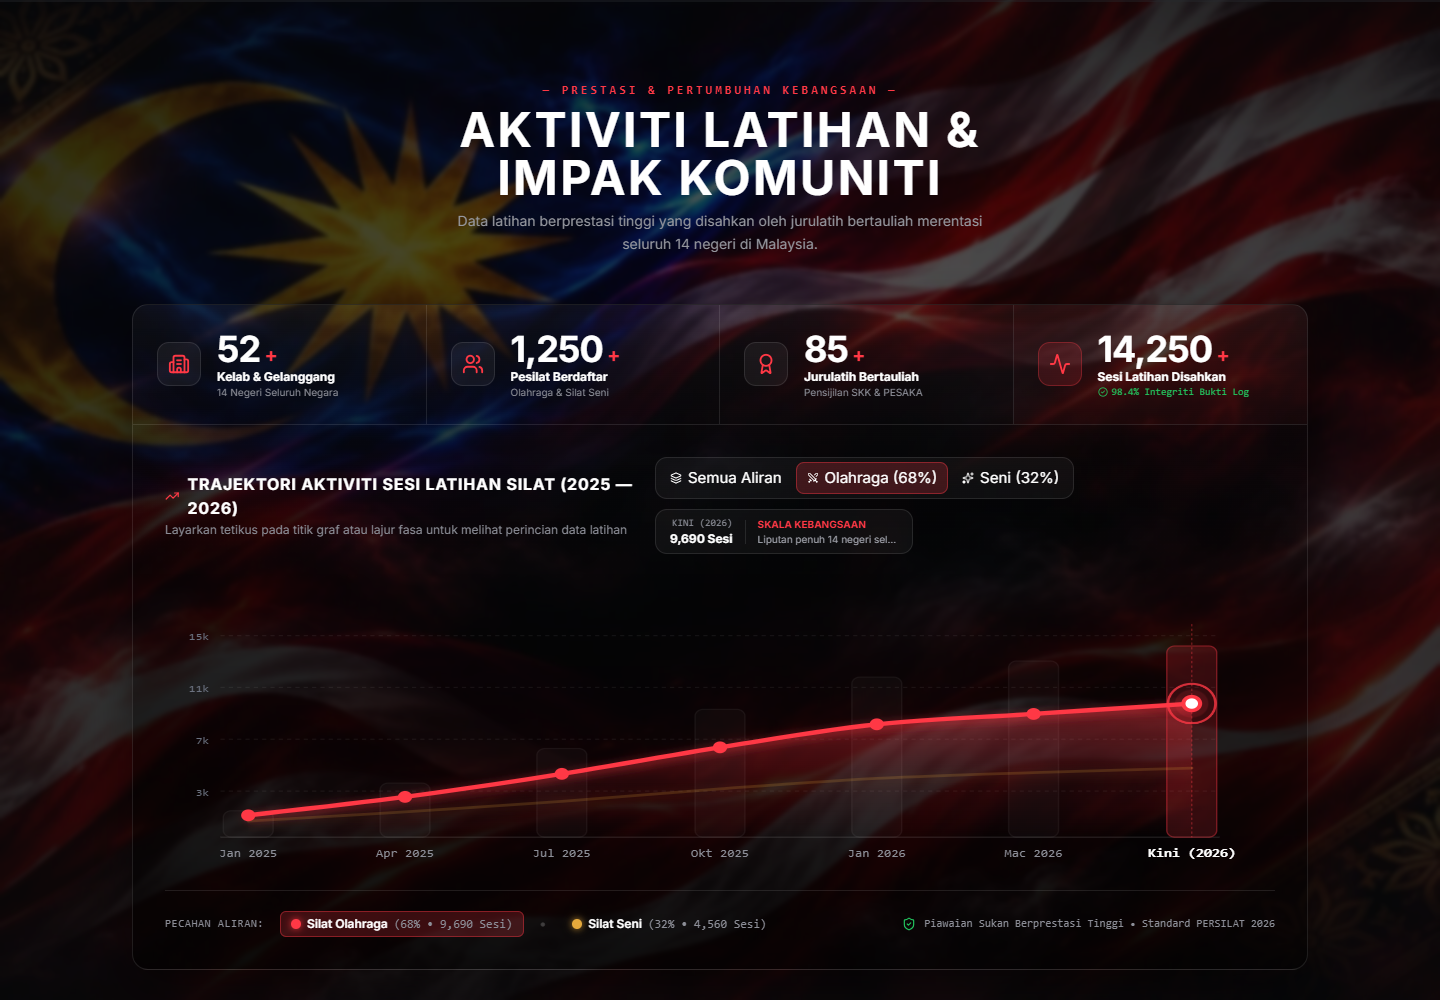 — PRESTASI & PERTUMBUHAN KEBANGSAAN —
AKTIVITI LATIHAN &
IMPAK KOMUNITI
Data latihan berprestasi tinggi yang disahkan oleh jurulatih bertauliah merentasi
seluruh 14 negeri di Malaysia.
52 +
Kelab & Gelanggang
14 Negeri Seluruh Negara
1,250 +
Pesilat Berdaftar
Olahraga & Silat Seni
85 +
Jurulatih Bertauliah
Pensijilan SKK & PESAKA
14,250 +
Sesi Latihan Disahkan
98.4% Integriti Bukti Log
TRAJEKTORI AKTIVITI SESI LATIHAN SILAT (2025 —
2026)
Layarkan tetikus pada titik graf atau lajur fasa untuk melihat perincian data latihan
Semua Aliran
Olahraga (68%)
Seni (32%)
KINI (2026)
9,690 Sesi
SKALA KEBANGSAAN
Liputan penuh 14 negeri sel...
15k
11k
7k
3k
Jan 2025
Apr 2025
Jul 2025
Okt 2025
Jan 2026
Mac 2026
Kini (2026)
PECAHAN ALIRAN:
Silat Olahraga (68% • 9,690 Sesi)
Silat Seni (32% • 4,560 Sesi)
Piawaian Sukan Berprestasi Tinggi • Standard PERSILAT 2026